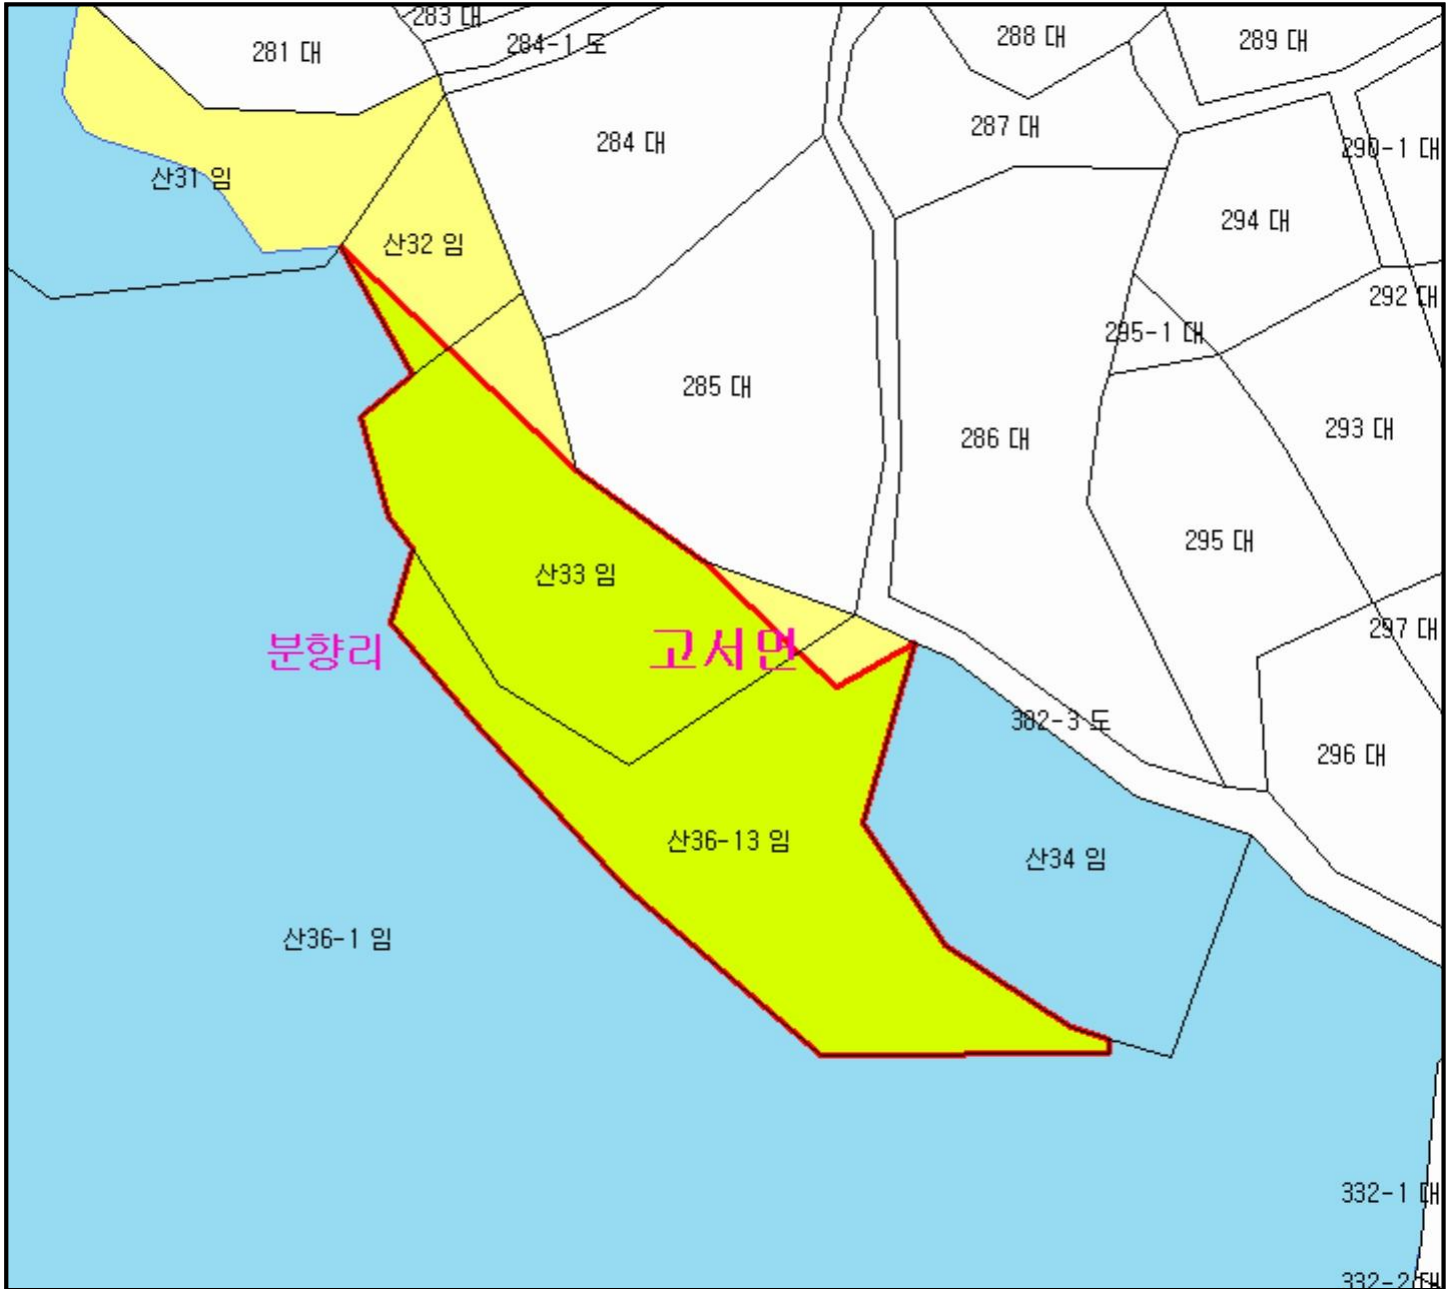 283 대
281 대
284-1 도
288 대
289 대
284 대
287 대
290-1 대
산31 임
산32 임
294 대
292 대
295-1 대
285 대
286 대
293 대
295 대
산33 임
297 대
분향리
고서면
382-3 도
296 대
산36-13 임
산34 임
산36-1 임
332-1 대
332-2 대